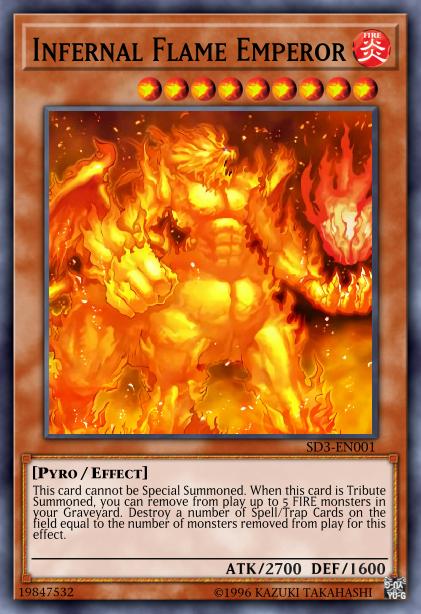 INFERNAL FLAME EMPEROR
FIRE
炎
SD3-EN001
[PYRO / EFFECT]
This card cannot be Special Summoned. When this card is Tribute
Summoned, you can remove from play up to 5 FIRE monsters in
your Graveyard. Destroy a number of Spell/Trap Cards on the
field equal to the number of monsters removed from play for this
effect.
ATK/2700 DEF/1600
19847532
©1996 KAZUKI TAKAHASHI